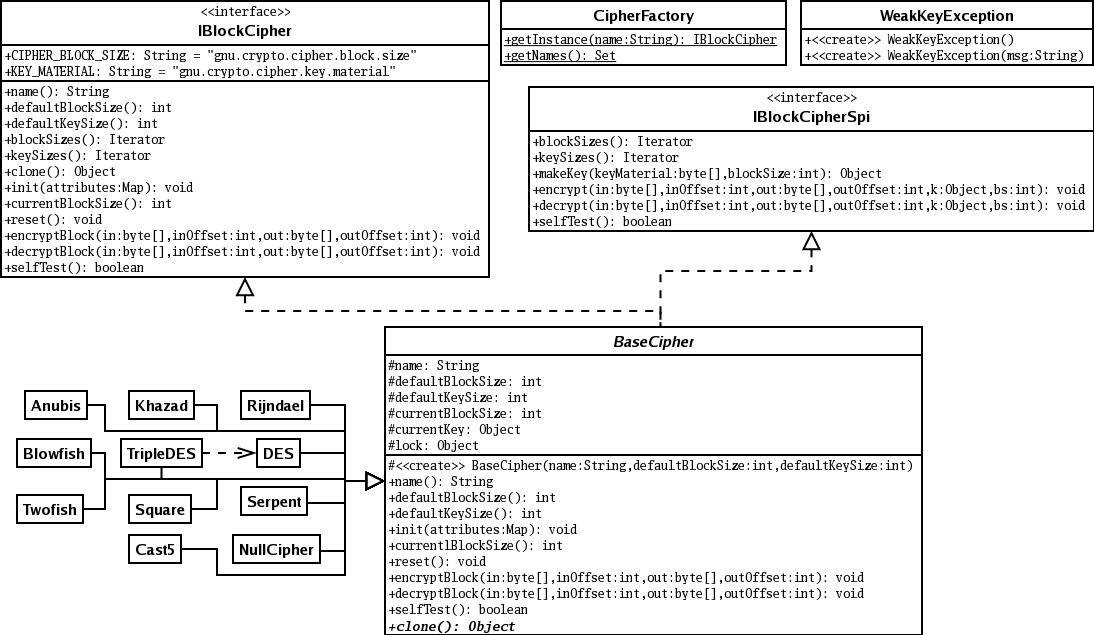 <<interface>>
IBlockCipher
+CIPHER_BLOCK_SIZE: String = "gnu.crypto.cipher.block.size"
+KEY_MATERIAL: String = "gnu.crypto.cipher.key.material"
+name(): String
+defaultBlockSize(): int
+defaultKeySize(): int
+blockSizes(): Iterator
+keySizes(): Iterator
+clone(): Object
+init(attributes:Map): void
+currentBlockSize(): int
+reset(): void
+encryptBlock(in:byte[],inOffset:int,out:byte[],outOffset:int): void
+decryptBlock(in:byte[],inOffset:int,out:byte[],outOffset:int): void
+selfTest(): boolean
CipherFactory
+getInstance(name:String): IBlockCipher
+getNames(): Set
WeakKeyException
+<<create>> WeakKeyException()
+<<create>> WeakKeyException(msg:String)
<<interface>>
IBlockCipherSpi
+blockSizes(): Iterator
+keySizes(): Iterator
+makeKey(keyMaterial:byte[],blockSize:int): Object
+encrypt(in:byte[],inOffset:int,out:byte[],outOffset:int,k:Object,bs:int): void
+decrypt(in:byte[],inOffset:int,out:byte[],outOffset:int,k:Object,bs:int): void
+selfTest(): boolean
BaseCipher
#name: String
#defaultBlockSize: int
#defaultKeySize: int
#currentBlockSize: int
#currentKey: Object
#lock: Object
#<<create>> BaseCipher(name:String,defaultBlockSize:int,defaultKeySize:int)
+name(): String
+defaultBlockSize(): int
+defaultKeySize(): int
+init(attributes:Map): void
+currentlBlockSize(): int
+reset(): void
+encryptBlock(in:byte[],inOffset:int,out:byte[],outOffset:int): void
+decryptBlock(in:byte[],inOffset:int,out:byte[],outOffset:int): void
+selfTest(): boolean
+clone(): Object
Anubis
Khazad
Rijndael
Blowfish
TripleDES
DES
Twofish
Square
Serpent
Cast5
NullCipher